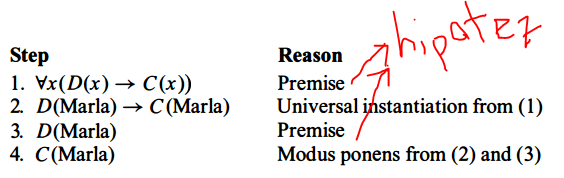 hipotez
Step Reason
1. ∀x(D(x) → C(x)) Premise
2. D(Marla) → C(Marla) Universal instantiation from (1)
3. D(Marla) Premise
4. C(Marla) Modus ponens from (2) and (3)